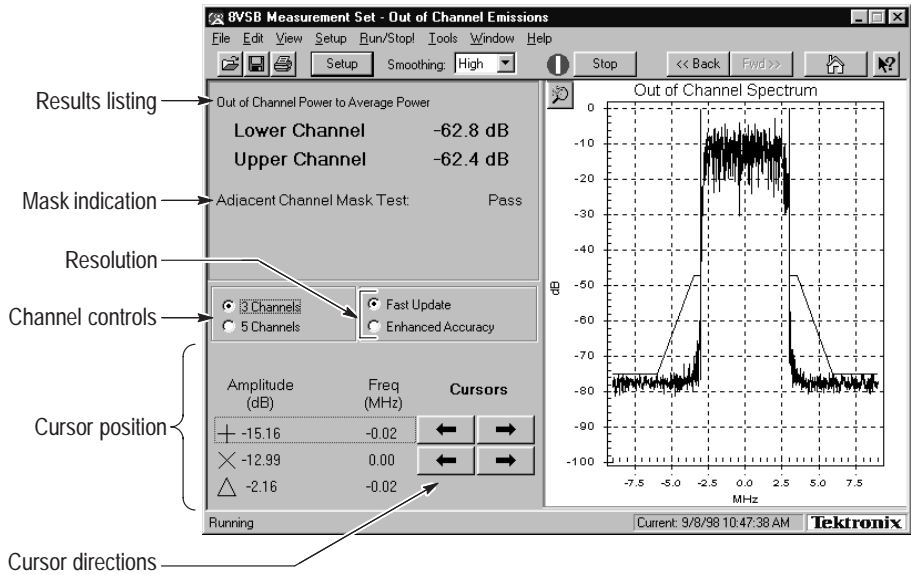 8VSB Measurement Set - Out of Channel Emissions
File Edit View Setup Run/Stop! Tools Window Help
Setup Smoothing: High Stop << Back Fwd >>
Results listing
Out of Channel Power to Average Power
Lower Channel -62.8 dB
Upper Channel -62.4 dB
Mask indication
Adjacent Channel Mask Test: Pass
Resolution
Channel controls
3 Channels
5 Channels
Fast Update
Enhanced Accuracy
Cursor position
Amplitude (dB)
Freq (MHz)
Cursors
-15.16 -0.02
-12.99 0.00
-2.16 -0.02
Cursor directions
Out of Channel Spectrum
dB
0
-10
-20
-30
-40
-50
-60
-70
-80
-90
-100
-7.5 -5.0 -2.5 0.0 2.5 5.0 7.5
MHz
Running
Current: 9/8/98 10:47:38 AM
Tektronix